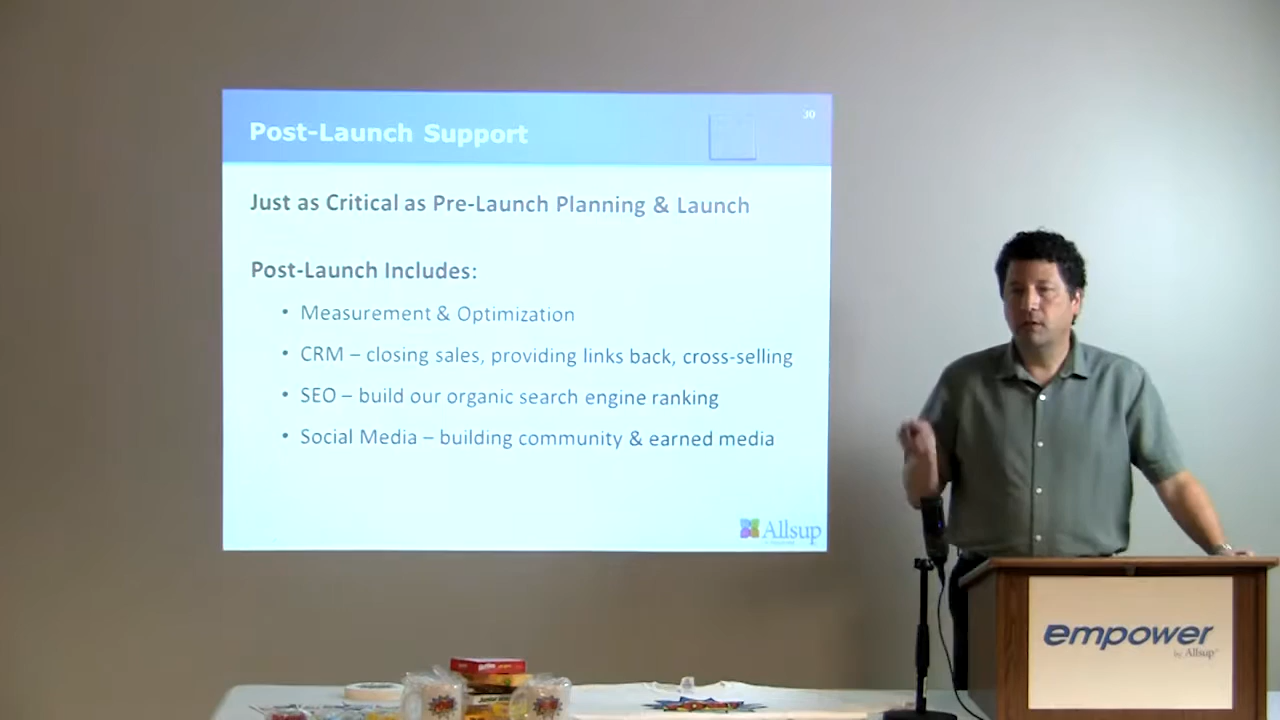 Post-Launch Support
30
Just as Critical as Pre-Launch Planning & Launch
Post-Launch Includes:
• Measurement & Optimization
• CRM – closing sales, providing links back, cross-selling
• SEO – build our organic search engine ranking
• Social Media – building community & earned media
Allsup
empower
by Allsup